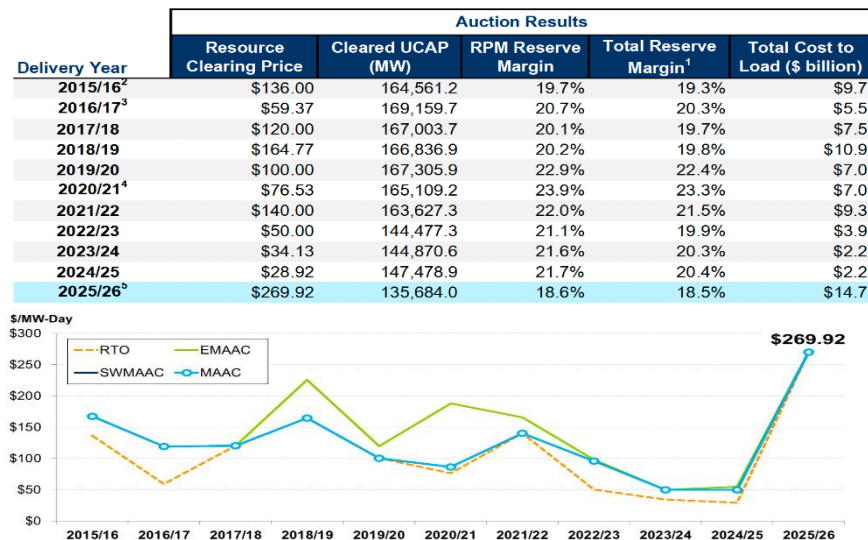 Auction Results
Delivery Year Resource Clearing Price Cleared UCAP (MW) RPM Reserve Margin Total Reserve Margin1 Total Cost to Load ($ billion)
2015/162 $136.00 164,561.2 19.7% 19.3% $9.7
2016/173 $59.37 169,159.7 20.7% 20.3% $5.5
2017/18 $120.00 167,003.7 20.1% 19.7% $7.5
2018/19 $164.77 166,836.9 20.2% 19.8% $10.9
2019/20 $100.00 167,305.9 22.9% 22.4% $7.0
2020/214 $76.53 165,109.2 23.9% 23.3% $7.0
2021/22 $140.00 163,627.3 22.0% 21.5% $9.3
2022/23 $50.00 144,477.3 21.1% 19.9% $3.9
2023/24 $34.13 144,870.6 21.6% 20.3% $2.2
2024/25 $28.92 147,478.9 21.7% 20.4% $2.2
2025/265 $269.92 135,684.0 18.6% 18.5% $14.7
$/MW-Day
$300
$250
$200
$150
$100
$50
$0
RTO EMAAC
SWMAAC MAAC
$269.92
2015/16 2016/17 2017/18 2018/19 2019/20 2020/21 2021/22 2022/23 2023/24 2024/25 2025/26